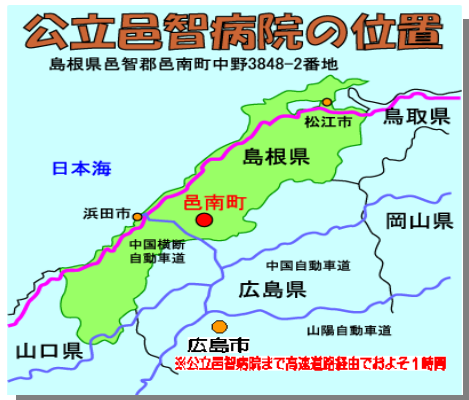 公立邑智病院の位置
島根県邑智郡邑南町中野3848-2番地
松江市
鳥取県
島根県
日本海
邑南町
浜田市
岡山県
中国横断
自動車道
中国自動車道
広島県
山陽自動車道
広島市
山口県
※公立邑智病院まで高速道路経由でおよそ1時間